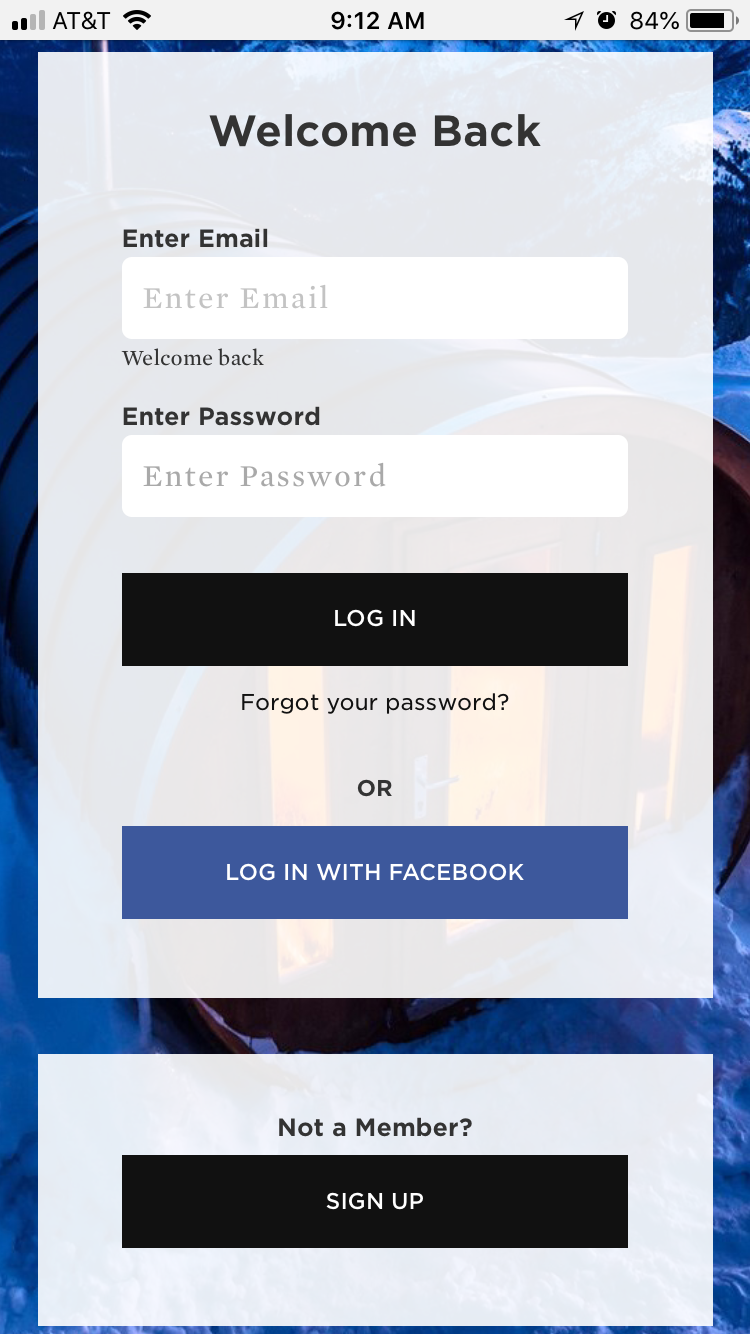 AT&T 9:12 AM 84%
Welcome Back
Enter Email
Enter Email
Welcome back
Enter Password
Enter Password
LOG IN
Forgot your password?
OR
LOG IN WITH FACEBOOK
Not a Member?
SIGN UP